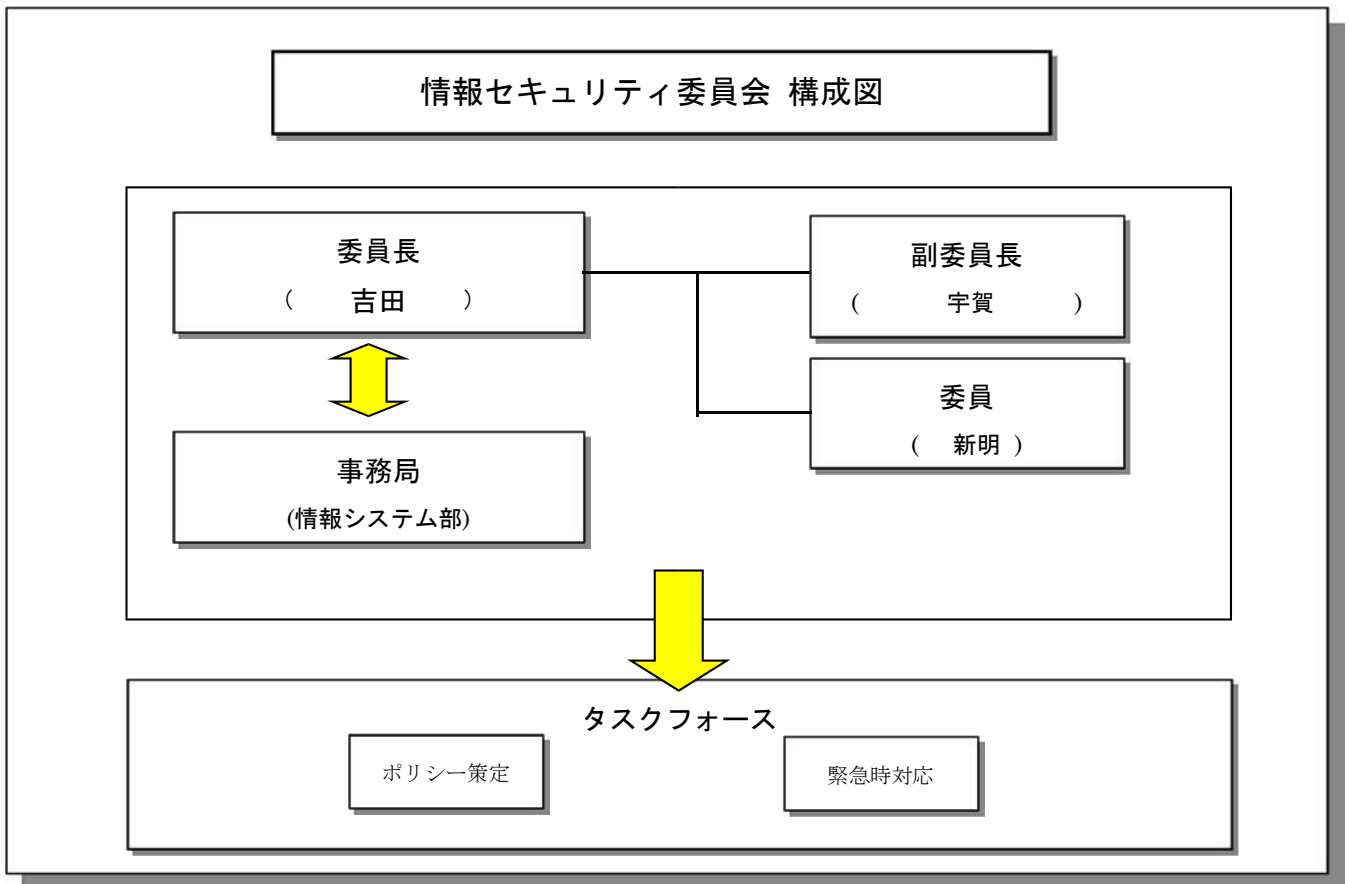 情報セキュリティ委員会 構成図
委員長
（ 吉田 ）
副委員長
( 宇賀 )
委員
( 新明 )
事務局
(情報システム部)
タスクフォース
ポリシー策定
緊急時対応